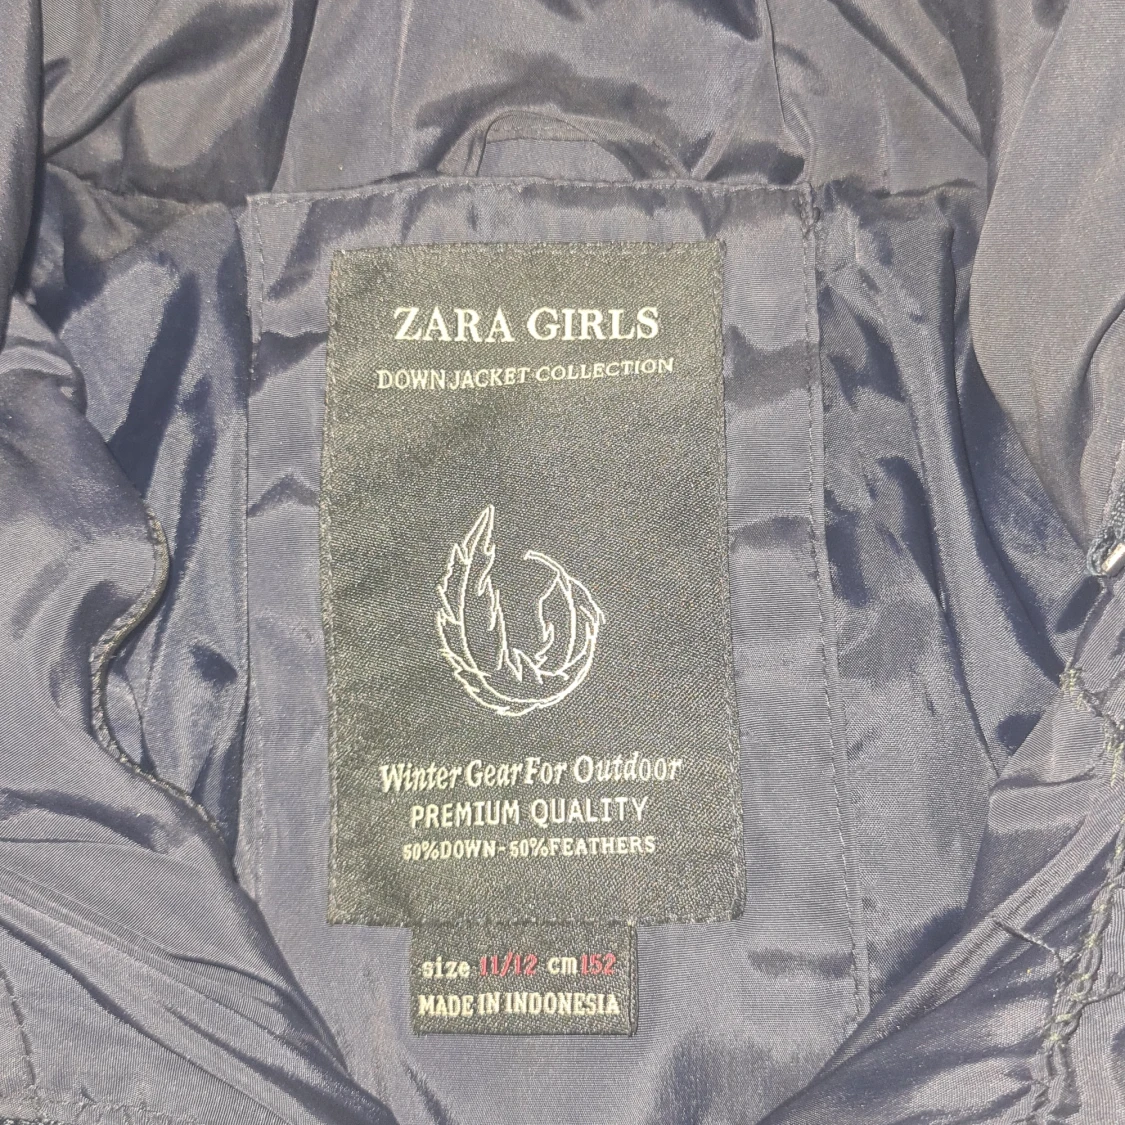 ZARA GIRLS
DOWN JACKET COLLECTION
Winter Gear For Outdoor
PREMIUM QUALITY
50%DOWN-50%FEATHERS
size 11/12 cm 152
MADE IN INDONESIA